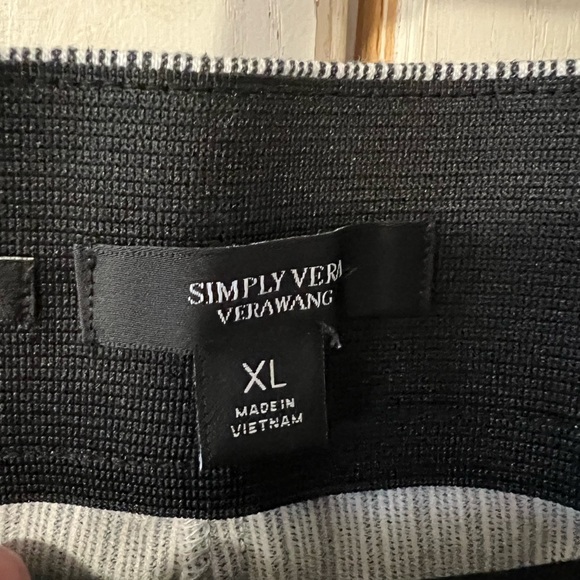 SIMPLY VERA
VERAWANG
XL
MADE IN
VIETNAM